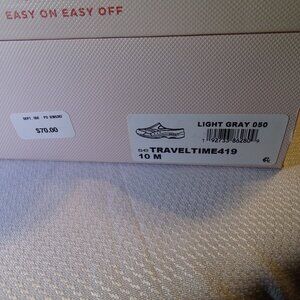 EASY ON EASY OFF
$70.00
LIGHT GRAY 050
TRAVELTIME419
10 M